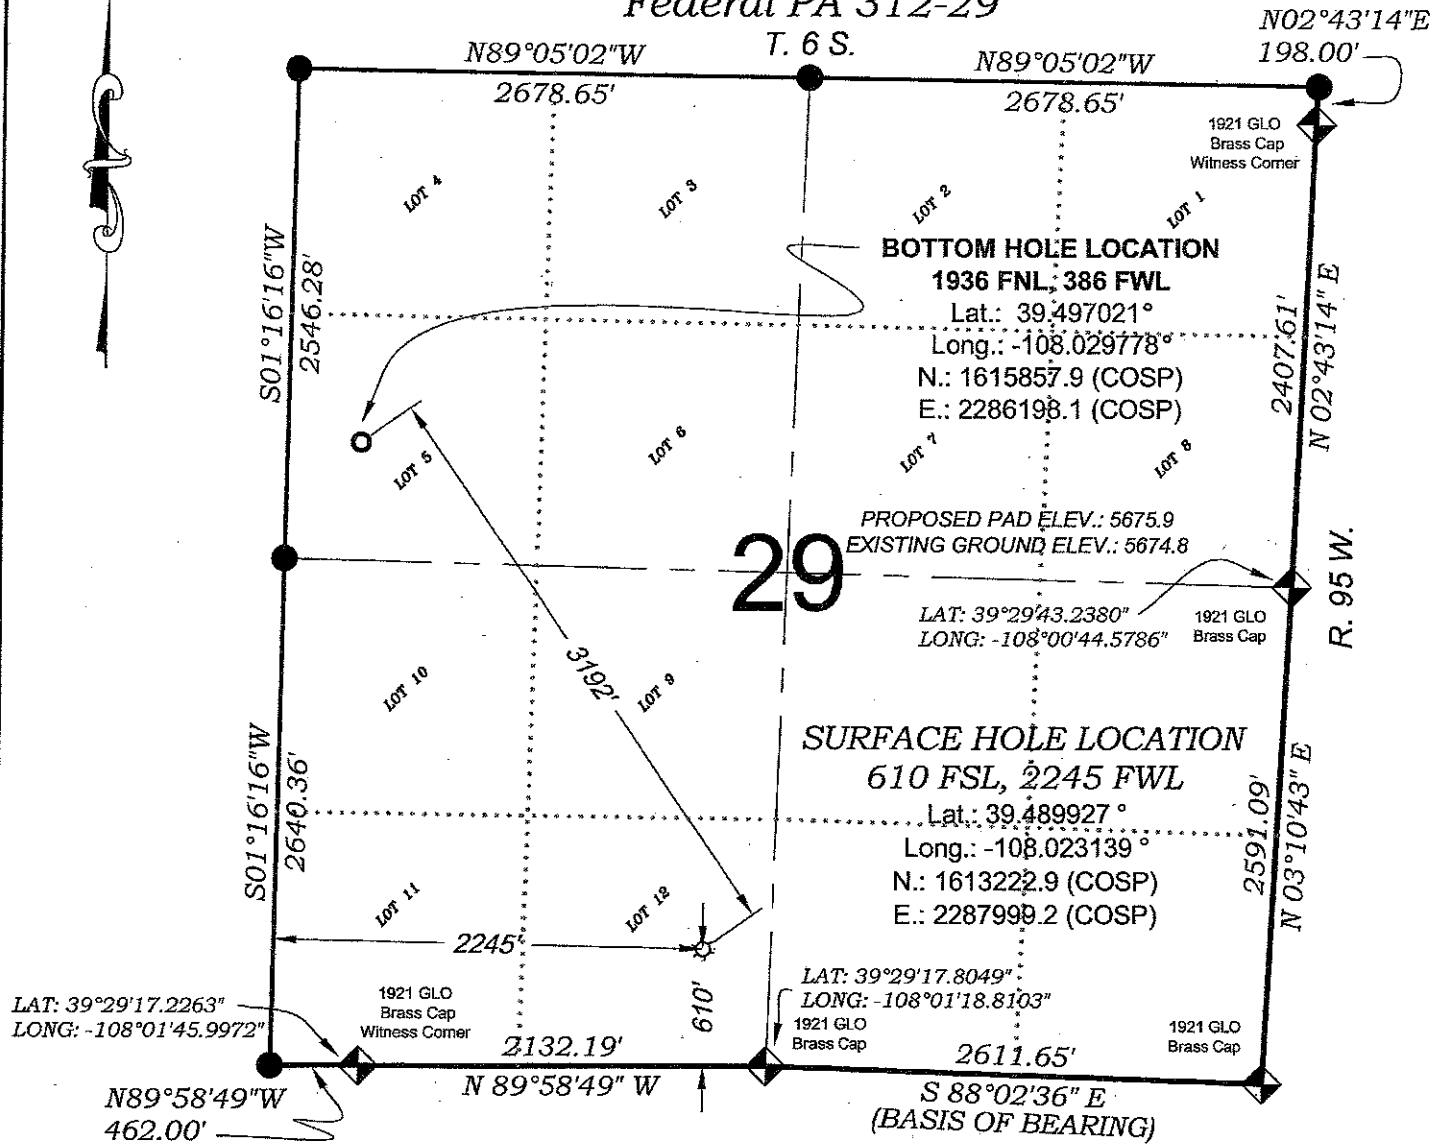 Federal PA 312-29
T. 6 S.
N89°05'02"W
2678.65'
N89°05'02"W
2678.65'
N02°43'14"E
198.00'
1921 GLO
Brass Cap
Witness Corner
LOT 4
LOT 3
LOT 2
LOT 1
BOTTOM HOLE LOCATION
1936 FNL, 386 FWL
Lat.: 39.497021°
Long.: -108.029778°
N.: 1615857.9 (COSP)
E.: 2286198.1 (COSP)
S01°16'16"W
2546.28'
2407.61'
N 02°43'14" E
LOT 5
LOT 6
LOT 7
LOT 8
PROPOSED PAD ELEV.: 5675.9
EXISTING GROUND ELEV.: 5674.8
29
R. 95 W.
LAT: 39°29'43.2380"
LONG: -108°00'44.5786"
1921 GLO
Brass Cap
3192'
LOT 10
LOT 9
SURFACE HOLE LOCATION
610 FSL, 2245 FWL
Lat.: 39.489927 °
Long.: -108.023139 °
N.: 1613222.9 (COSP)
E.: 2287999.2 (COSP)
S01°16'16"W
2640.36'
2591.09'
N 03°10'43" E
LOT 11
LOT 12
2245'
610'
LAT: 39°29'17.2263"
LONG: -108°01'45.9972"
1921 GLO
Brass Cap
Witness Corner
LAT: 39°29'17.8049"
LONG: -108°01'18.8103"
1921 GLO
Brass Cap
1921 GLO
Brass Cap
2132.19'
N 89°58'49" W
2611.65'
S 88°02'36" E
(BASIS OF BEARING)
N89°58'49"W
462.00'